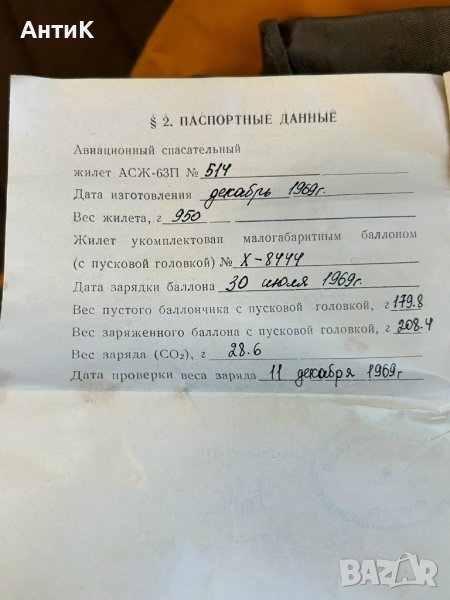 АнтиК
§ 2. ПАСПОРТНЫЕ ДАННЫЕ
Авиационный спасательный
жилет АСЖ-63П № 514
Дата изготовления декабрь 1969г.
Вес жилета, г 950
Жилет укомплектован малогабаритным баллоном
(с пусковой головкой) № Х-8444
Дата зарядки баллона 30 июля 1969г.
Вес пустого баллончика с пусковой головкой, г 179.8
Вес заряженного баллона с пусковой головкой, г 208.4
Вес заряда (CO₂), г 28.6
Дата проверки веса заряда 11 декабря 1969г
BAZAR